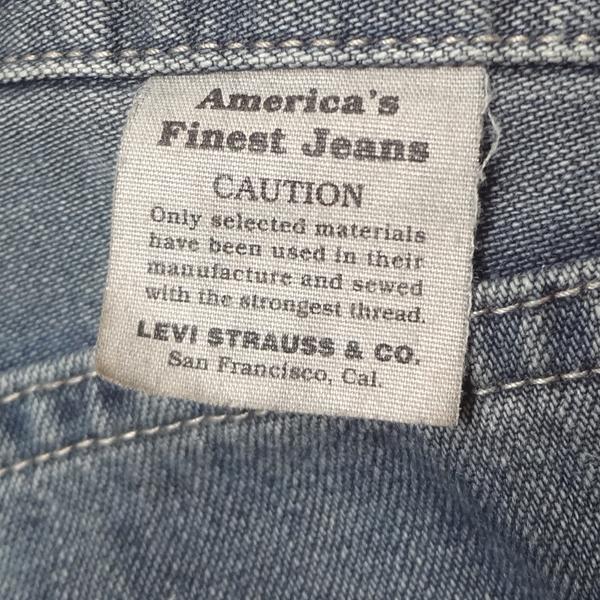 America's
Finest Jeans
CAUTION
Only selected materials
have been used in their
manufacture and sewed
with the strongest thread.
LEVI STRAUSS & CO.
San Francisco, Cal.